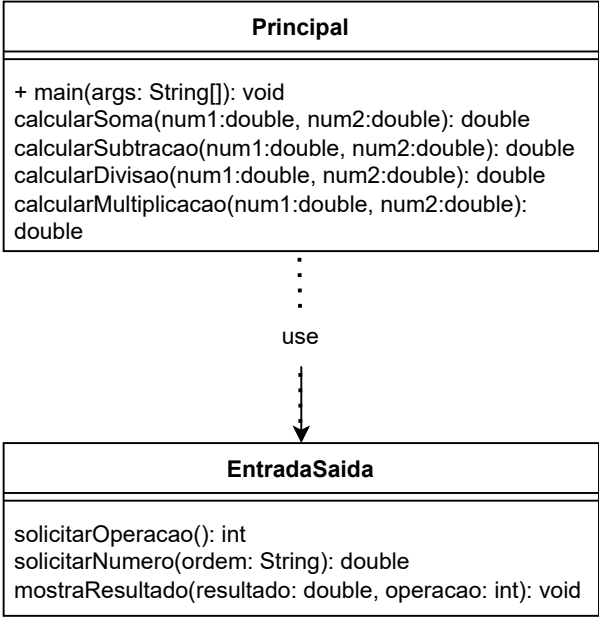 Principal
+ main(args: String[]): void
calcularSoma(num1:double, num2:double): double
calcularSubtracao(num1:double, num2:double): double
calcularDivisao(num1:double, num2:double): double
calcularMultiplicacao(num1:double, num2:double):
double
use
EntradaSaida
solicitarOperacao(): int
solicitarNumero(ordem: String): double
mostraResultado(resultado: double, operacao: int): void